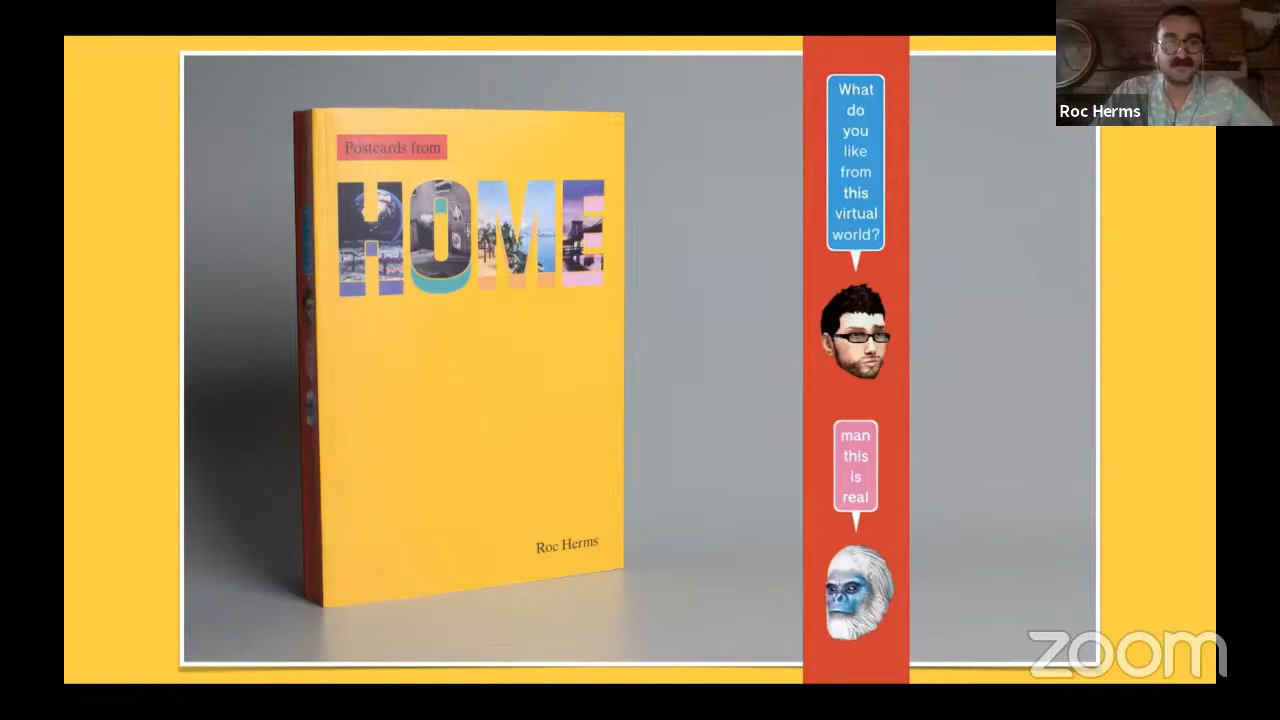 Postcards from
HOME
Roc Herms
What
do
you
like
from
this
virtual
world?
man
this
is
real
Roc Herms
zoom